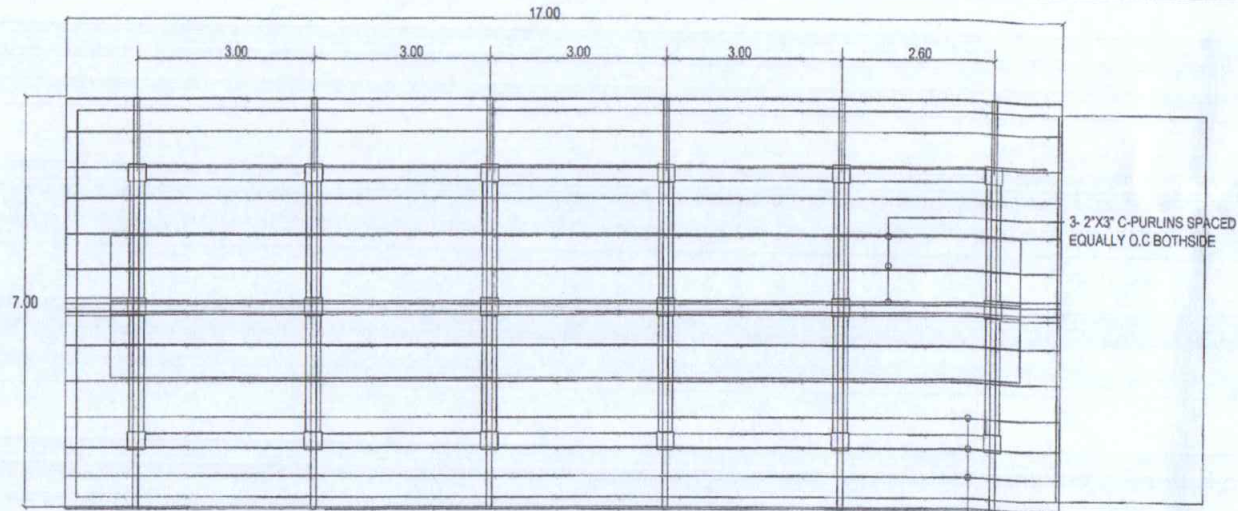 17.00
3.00 3.00 3.00 3.00 2.60
3- 2"X3" C-PURLINS SPACED
EQUALLY O.C BOTHSIDE
7.00